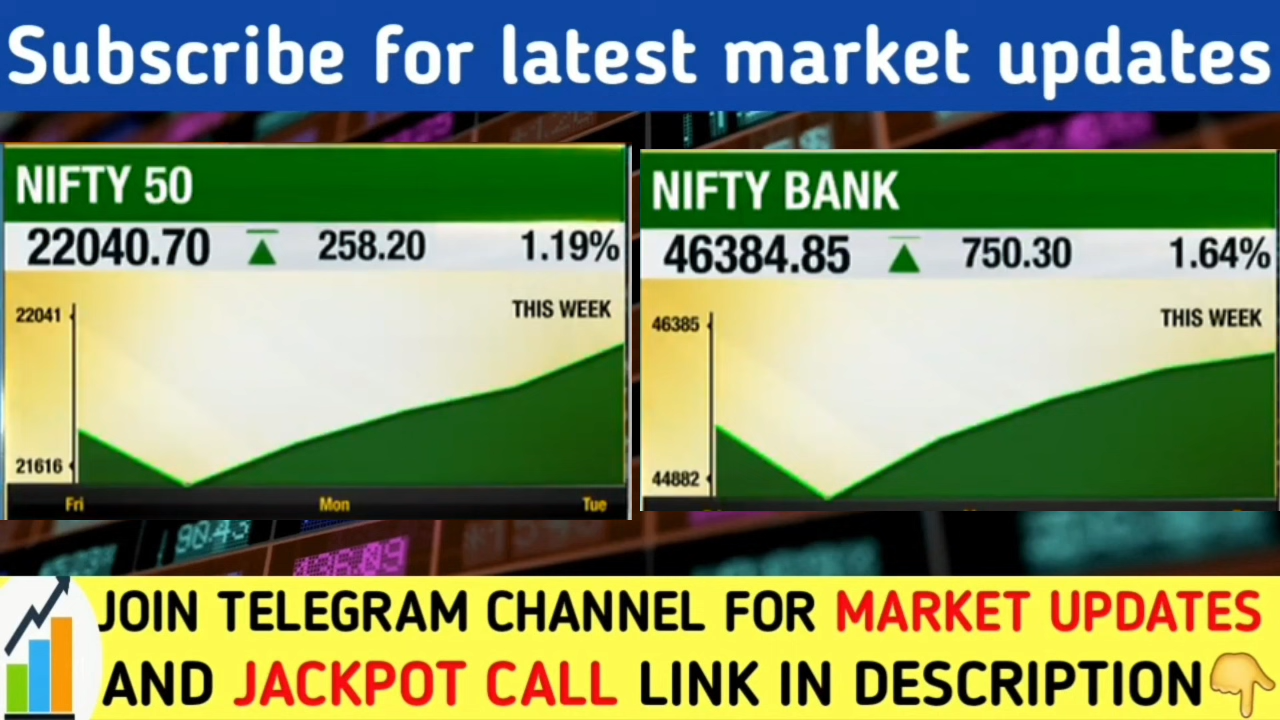 Subscribe for latest market updates
NIFTY 50
22040.70 258.20 1.19%
THIS WEEK
22041
21616
Fri Mon Tue
NIFTY BANK
46384.85 750.30 1.64%
THIS WEEK
46385
44882
90.43
JOIN TELEGRAM CHANNEL FOR MARKET UPDATES
AND JACKPOT CALL LINK IN DESCRIPTION